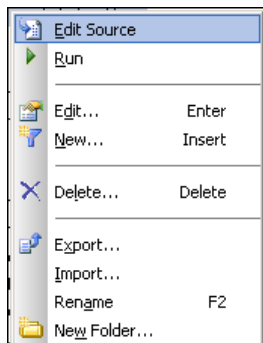 Edit Source
Run
Edit... Enter
New... Insert
Delete... Delete
Export...
Import...
Rename F2
New Folder...